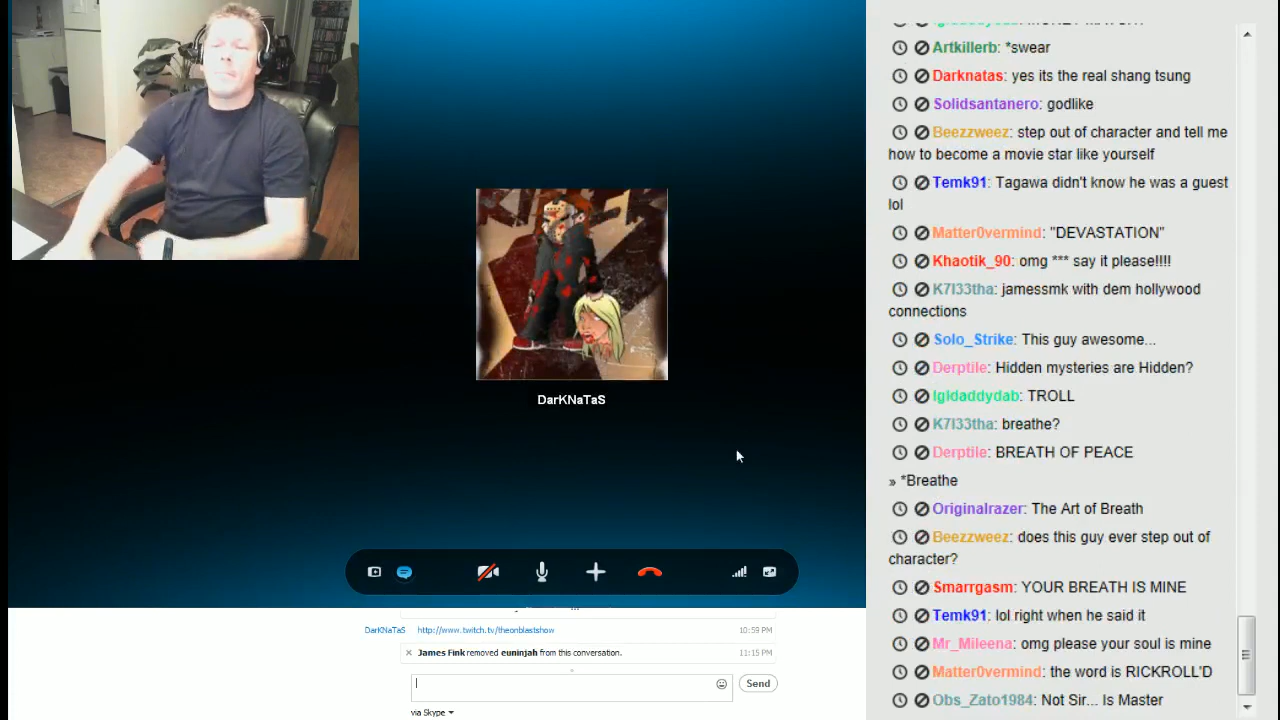 Artkillerb: *swear
Darknatas: yes its the real shang tsung
Solidsantanero: godlike
Beezzweez: step out of character and tell me
how to become a movie star like yourself
Temk91: Tagawa didn't know he was a guest
lol
Matter0vermind: "DEVASTATION"
Khaotik_90: omg *** say it please!!!!
K7l33tha: jamessmk with dem hollywood
connections
Solo_Strike: This guy awesome...
Derptile: Hidden mysteries are Hidden?
Igldaddydab: TROLL
K7l33tha: breathe?
Derptile: BREATH OF PEACE
» *Breathe
Originalrazer: The Art of Breath
Beezzweez: does this guy ever step out of
character?
Smarrgasm: YOUR BREATH IS MINE
Temk91: lol right when he said it
Mr_Mileena: omg please your soul is mine
Matter0vermind: the word is RICKROLL'D
Obs_Zato1984: Not Sir... Is Master
DarKNaTaS
DarKNaTaS http://www.twitch.tv/theonblastshow 10:59 PM
James Fink removed euninjah from this conversation. 11:15 PM
Send
via Skype